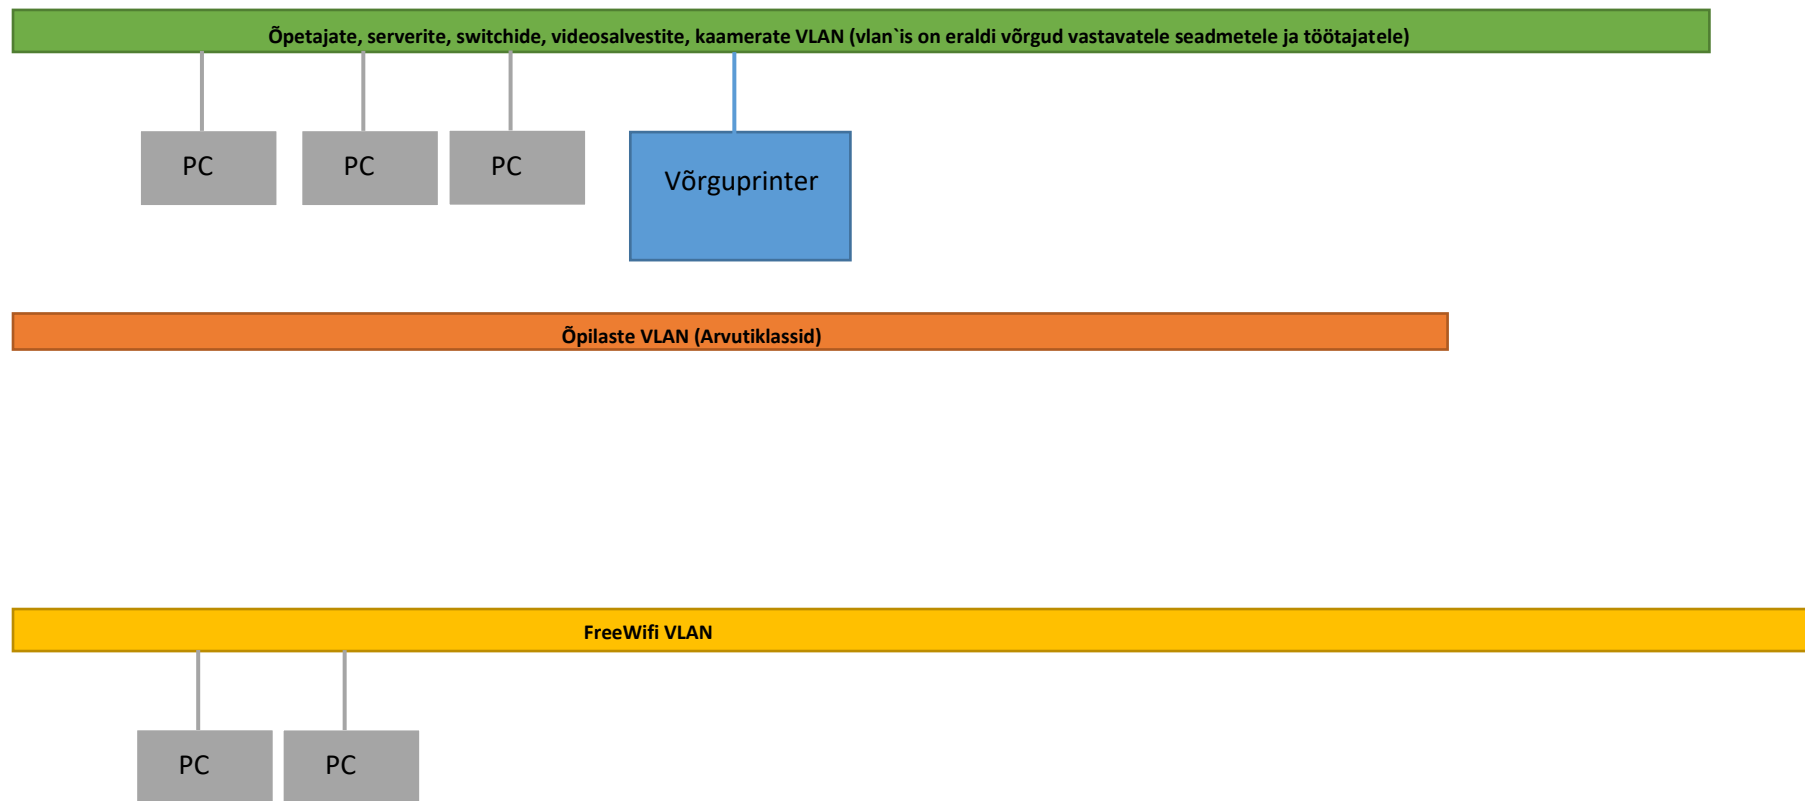 Õpetajate, serverite, switchide, videosalvestite, kaamerate VLAN (vlan`is on eraldi võrgud vastavatele seadmetele ja töötajatele)
PC PC PC Võrguprinter
Õpilaste VLAN (Arvutiklassid)
FreeWifi VLAN
PC PC